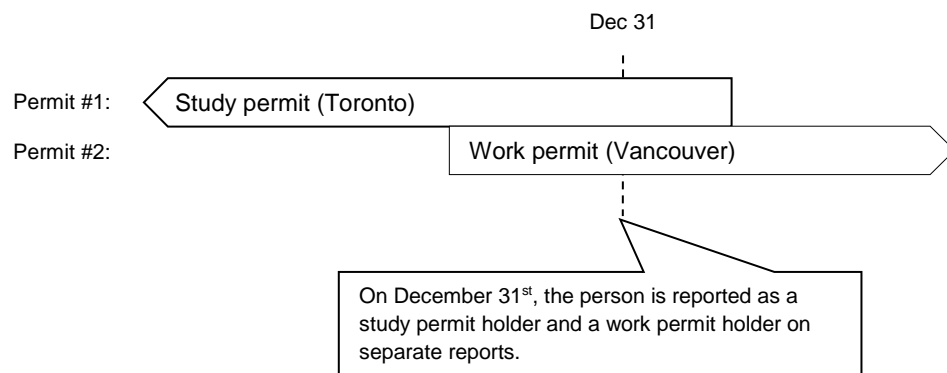 Dec 31
Permit #1:
Study permit (Toronto)
Permit #2:
Work permit (Vancouver)
On December 31st, the person is reported as a
study permit holder and a work permit holder on
separate reports.